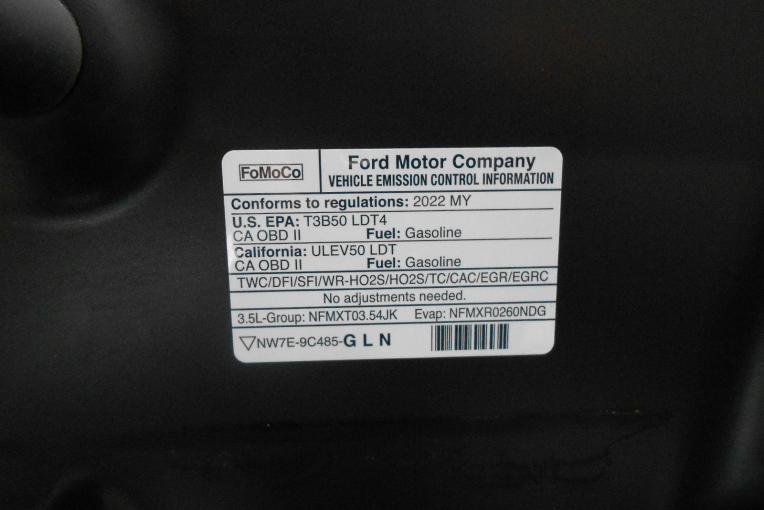 FoMoCo
Ford Motor Company
VEHICLE EMISSION CONTROL INFORMATION
Conforms to regulations: 2022 MY
U.S. EPA: T3B50 LDT4
CA OBD II Fuel: Gasoline
California: ULEV50 LDT
CA OBD II Fuel: Gasoline
TWC/DFI/SFI/WR-HO2S/HO2S/TC/CAC/EGR/EGRC
No adjustments needed.
3.5L-Group: NFMXT03.54JK Evap: NFMXR0260NDG
NW7E-9C485-GLN